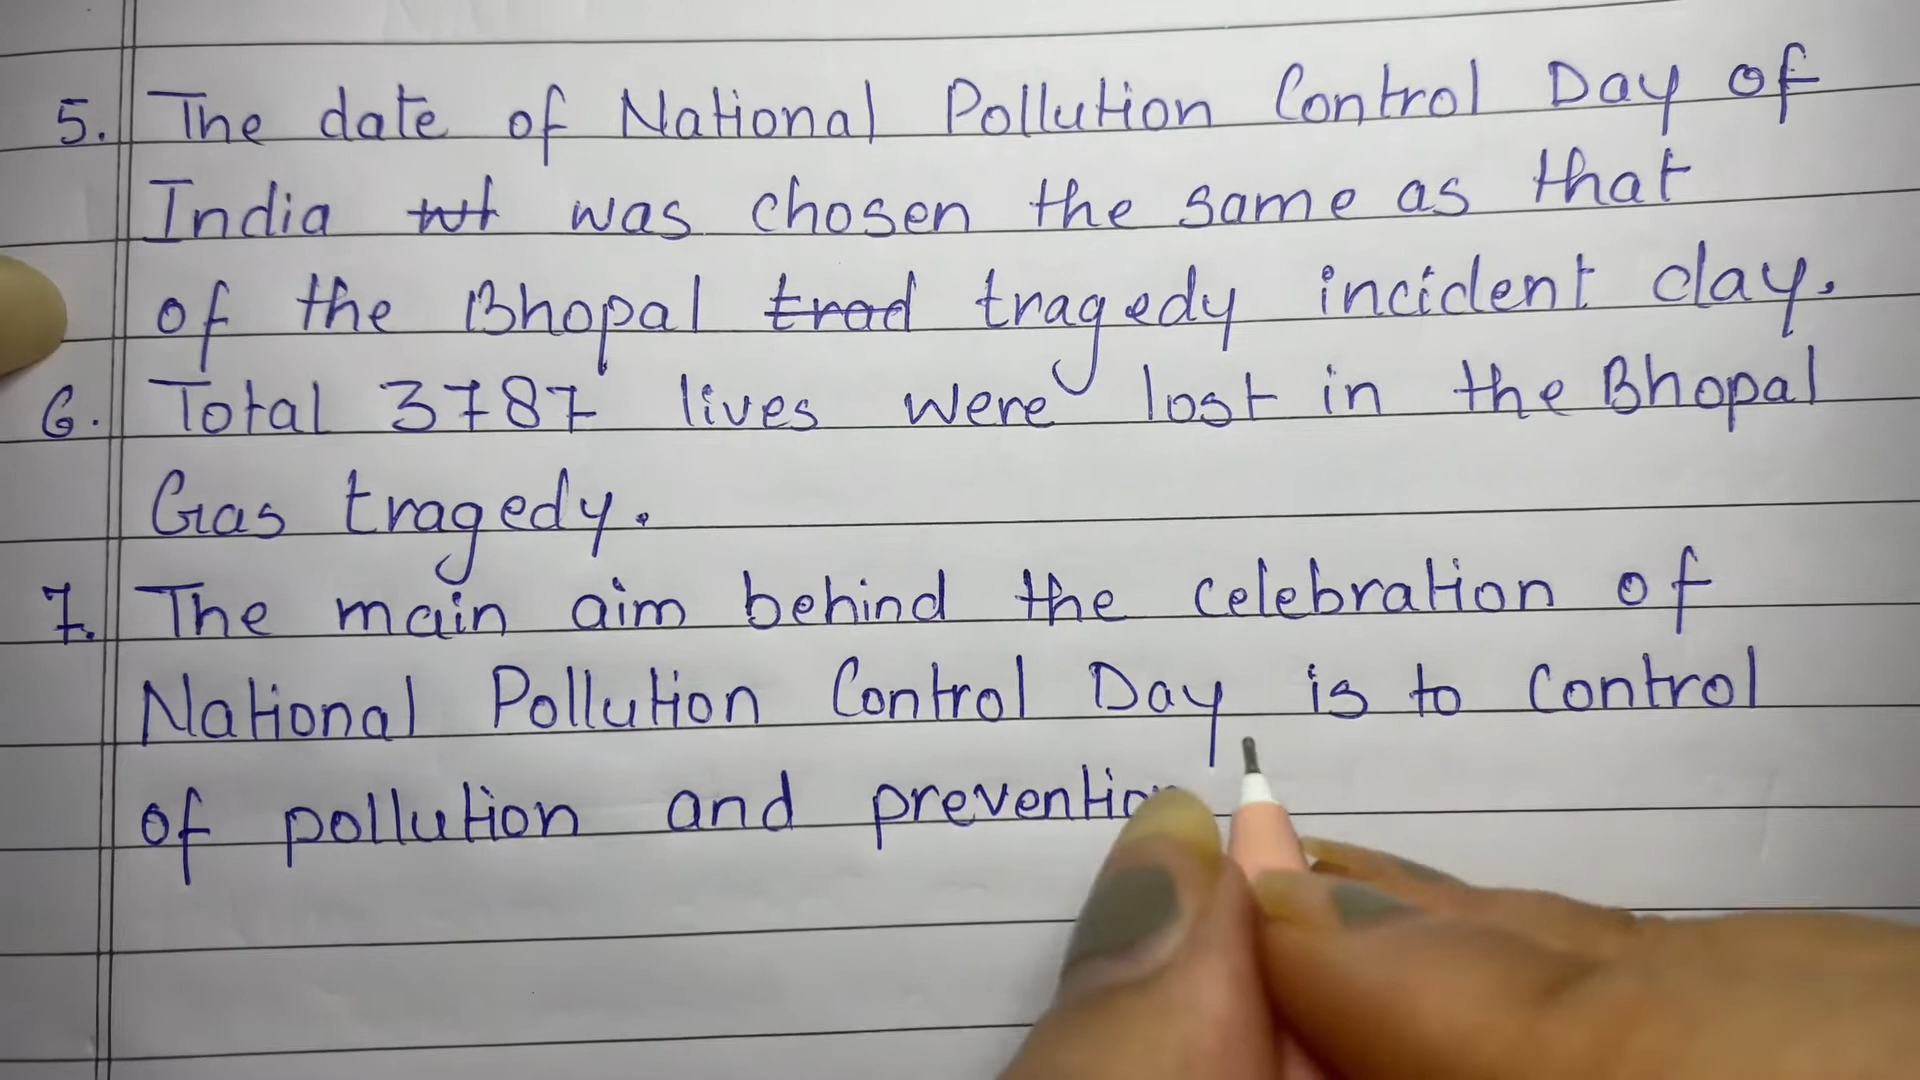 5. The date of National Pollution Control Day of
India was chosen the same as that
of the Bhopal tragedy incident day.
6. Total 3787 lives were lost in the Bhopal
Gas tragedy.
7. The main aim behind the celebration of
National Pollution Control Day is to control
of pollution and prevention